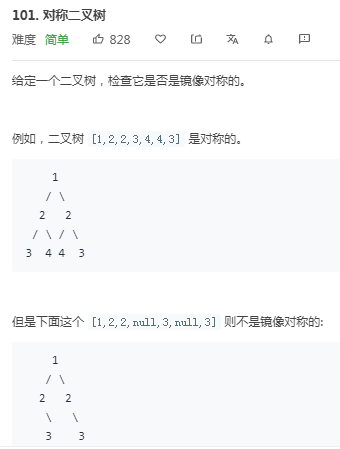 101. 对称二叉树
难度 简单 828
给定一个二叉树，检查它是否是镜像对称的。
例如，二叉树 [1,2,2,3,4,4,3] 是对称的。
1
/ \
2 2
/ \ / \
3 4 4 3
但是下面这个 [1,2,2,null,3,null,3] 则不是镜像对称的:
1
/ \
2 2
\ \
3 3